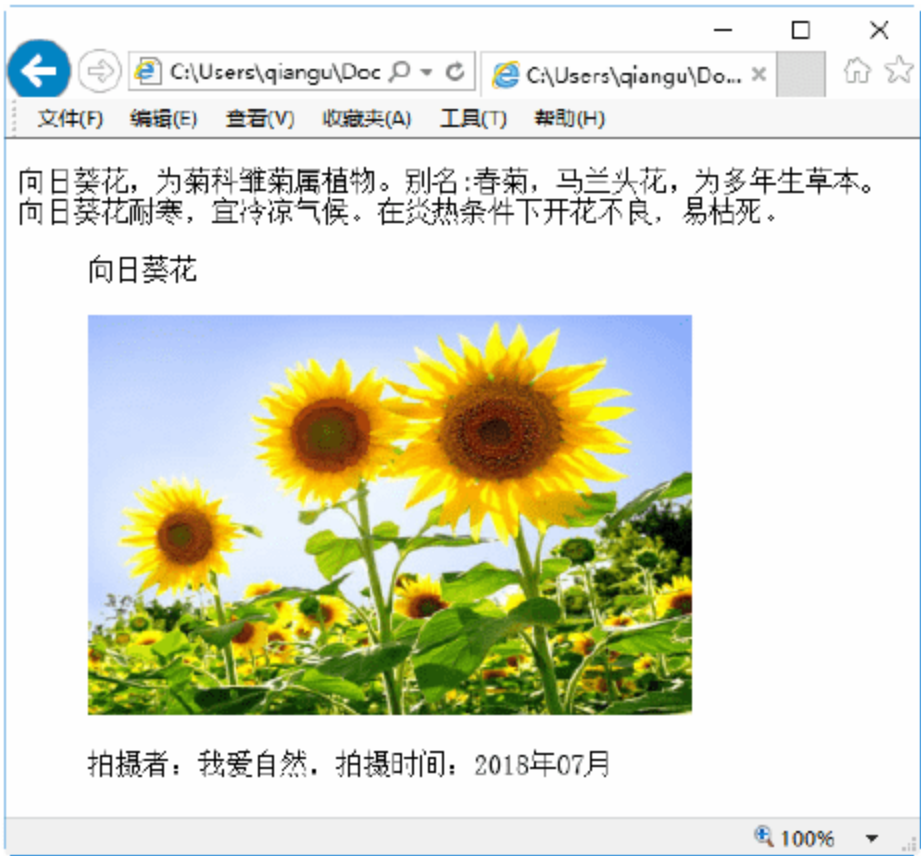 C:\Users\qiangu\Doc
C:\Users\qiangu\Do...
文件(F) 编辑(E) 查看(V) 收藏夹(A) 工具(T) 帮助(H)
向日葵花，为菊科雏菊属植物。别名:春菊，马兰头花，为多年生草本。
向日葵花耐寒，宜冷凉气候。在炎热条件下开花不良，易枯死。
向日葵花
拍摄者：我爱自然，拍摄时间：2018年07月
100%